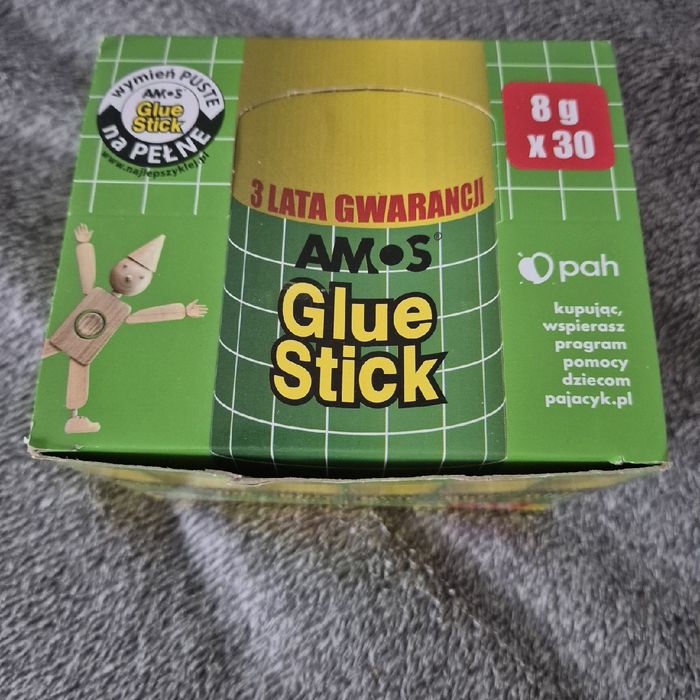 wymień PUSTE
AMOS
Glue
Stick
na PEŁNE
www.najlepszyklej.pl
8 g
x 30
3 LATA GWARANCJI
AMOS®
Glue
Stick
pah
kupując,
wspierasz
program
pomocy
dzieciom
pajacyk.pl